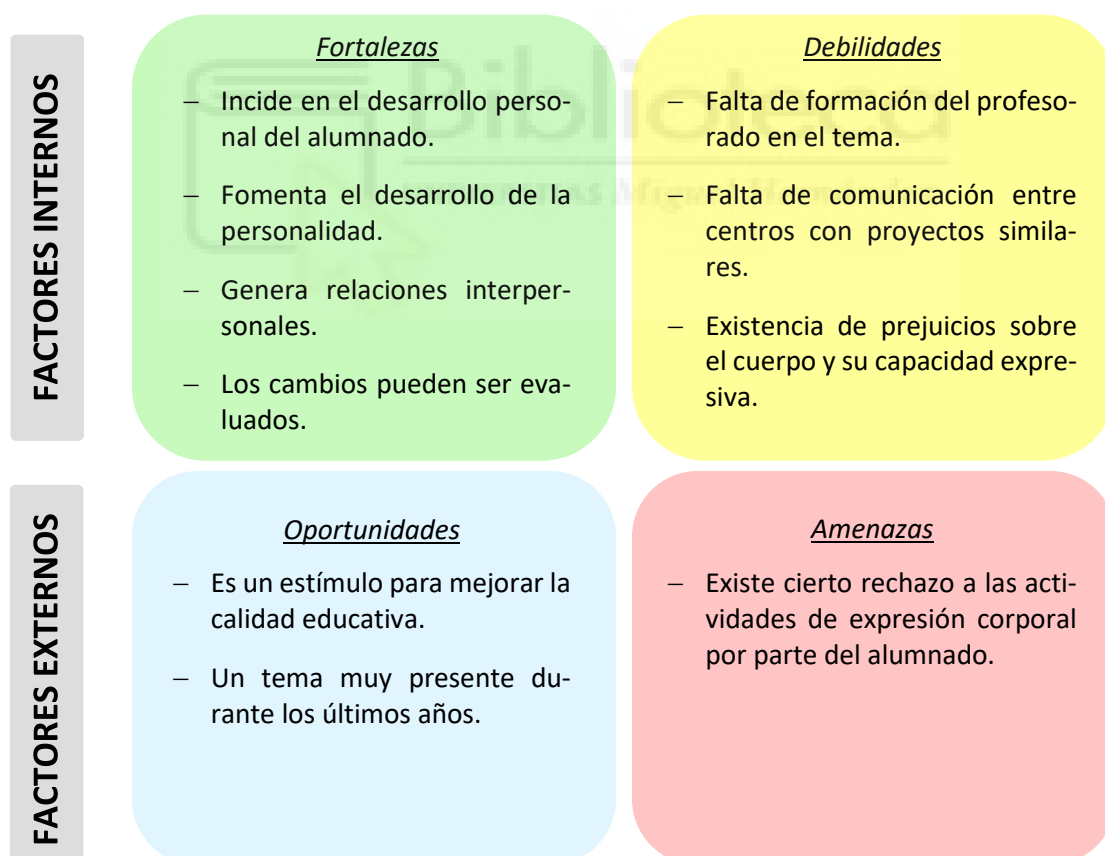 FACTORES INTERNOS
Fortalezas
– Incide en el desarrollo perso-
nal del alumnado.
– Fomenta el desarrollo de la
personalidad.
– Genera relaciones interper-
sonales.
– Los cambios pueden ser eva-
luados.
Debilidades
– Falta de formación del profeso-
rado en el tema.
– Falta de comunicación entre
centros con proyectos simila-
res.
– Existencia de prejuicios sobre
el cuerpo y su capacidad expre-
siva.
FACTORES EXTERNOS
Oportunidades
– Es un estímulo para mejorar la
calidad educativa.
– Un tema muy presente du-
rante los últimos años.
Amenazas
– Existe cierto rechazo a las acti-
vidades de expresión corporal
por parte del alumnado.
Biblioteca